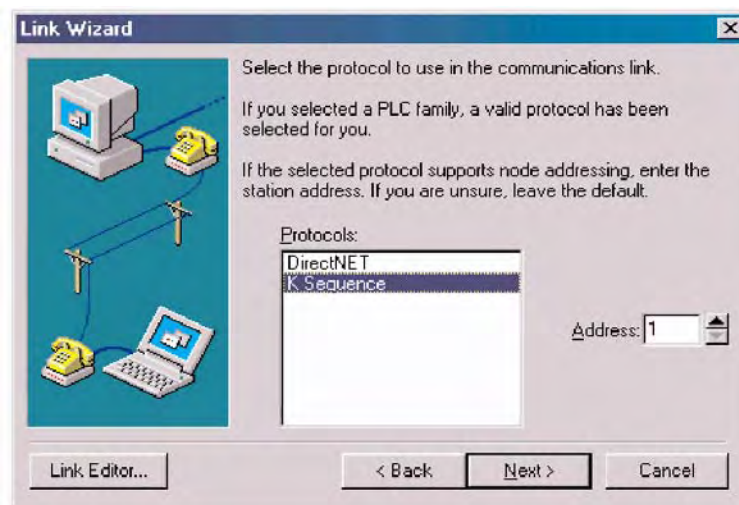 Link Wizard
Select the protocol to use in the communications link.
If you selected a PLC family, a valid protocol has been
selected for you.
If the selected protocol supports node addressing, enter the
station address. If you are unsure, leave the default.
Protocols:
DirectNET
K Sequence
Address: 1
Link Editor...
< Back
Next >
Cancel